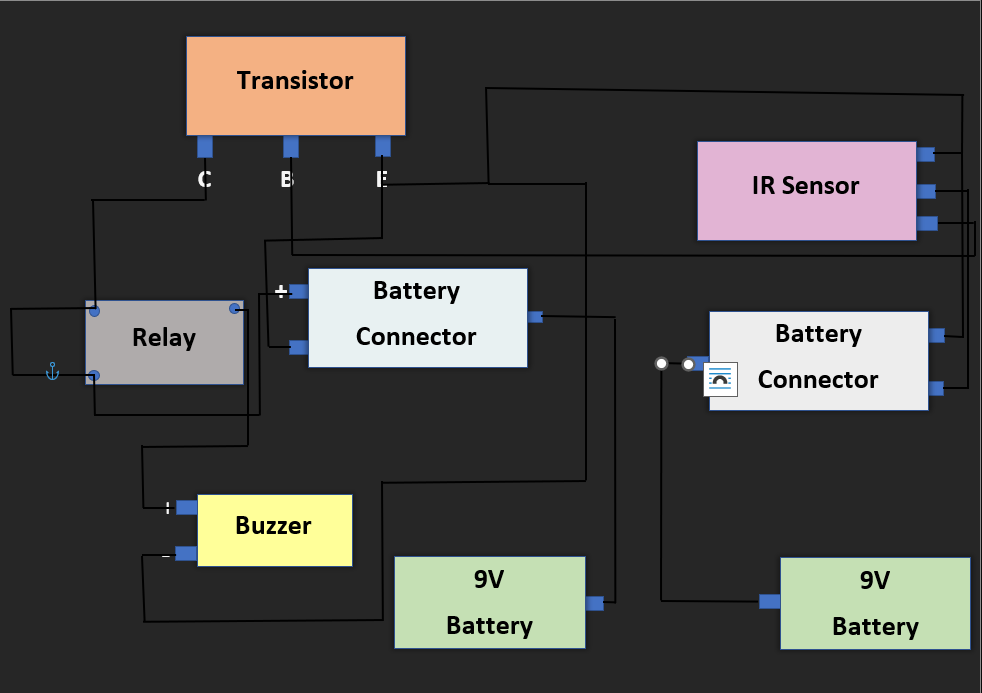 Transistor
C B E
IR Sensor
+
Battery
Connector
Relay
Battery
Connector
+
Buzzer
–
9V
Battery
9V
Battery